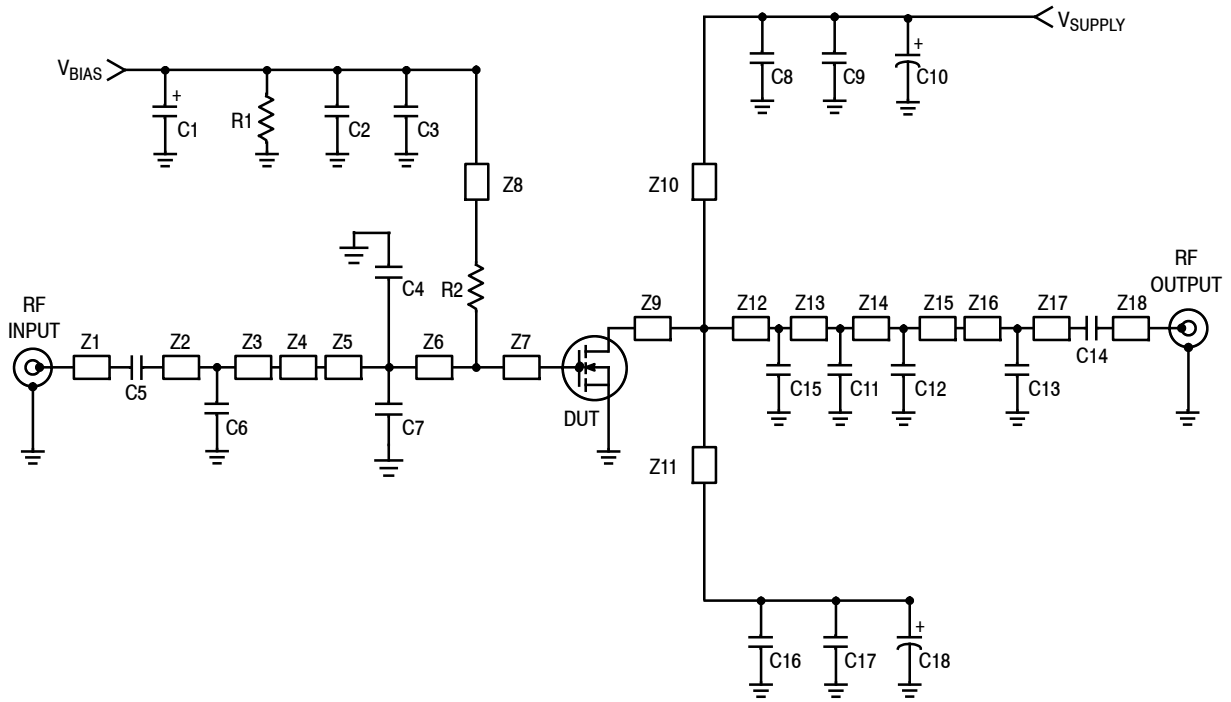 VSUPPLY
VBIAS
+
C1
R1
C2
C3
C8
C9
+
C10
Z8
Z10
C4
R2
RF
INPUT
Z1
C5
Z2
C6
Z3
Z4
Z5
C7
Z6
Z7
DUT
Z9
Z12
C15
Z13
C11
Z14
C12
Z15
Z16
C13
Z17
C14
Z18
RF
OUTPUT
Z11
C16
C17
+
C18